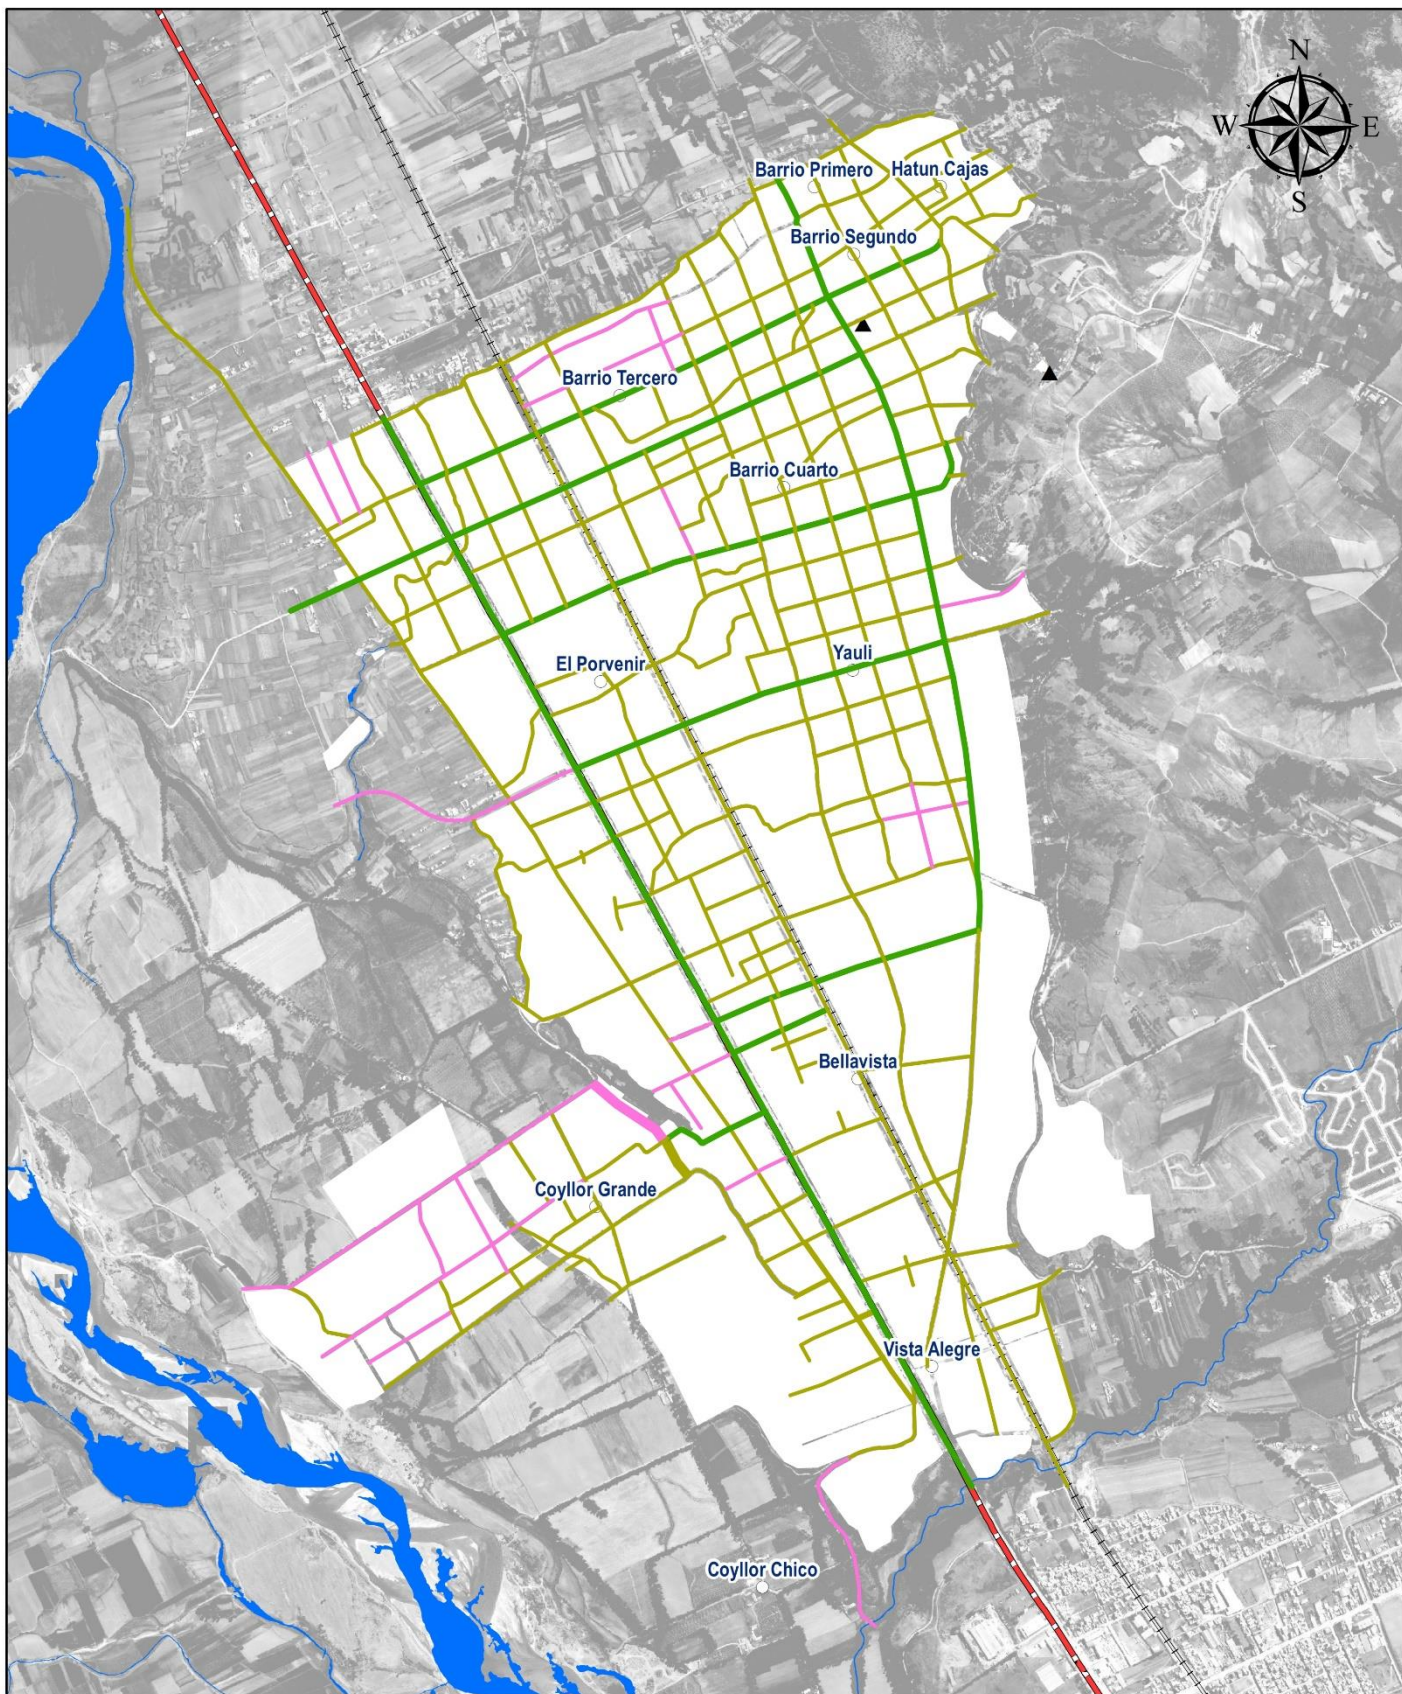 N
W
E
S
Barrio Primero
Hatun Cajas
Barrio Segundo
Barrio Tercero
Barrio Cuarto
El Porvenir
Yauli
Bellavista
Coyllor Grande
Vista Alegre
Coyllor Chico